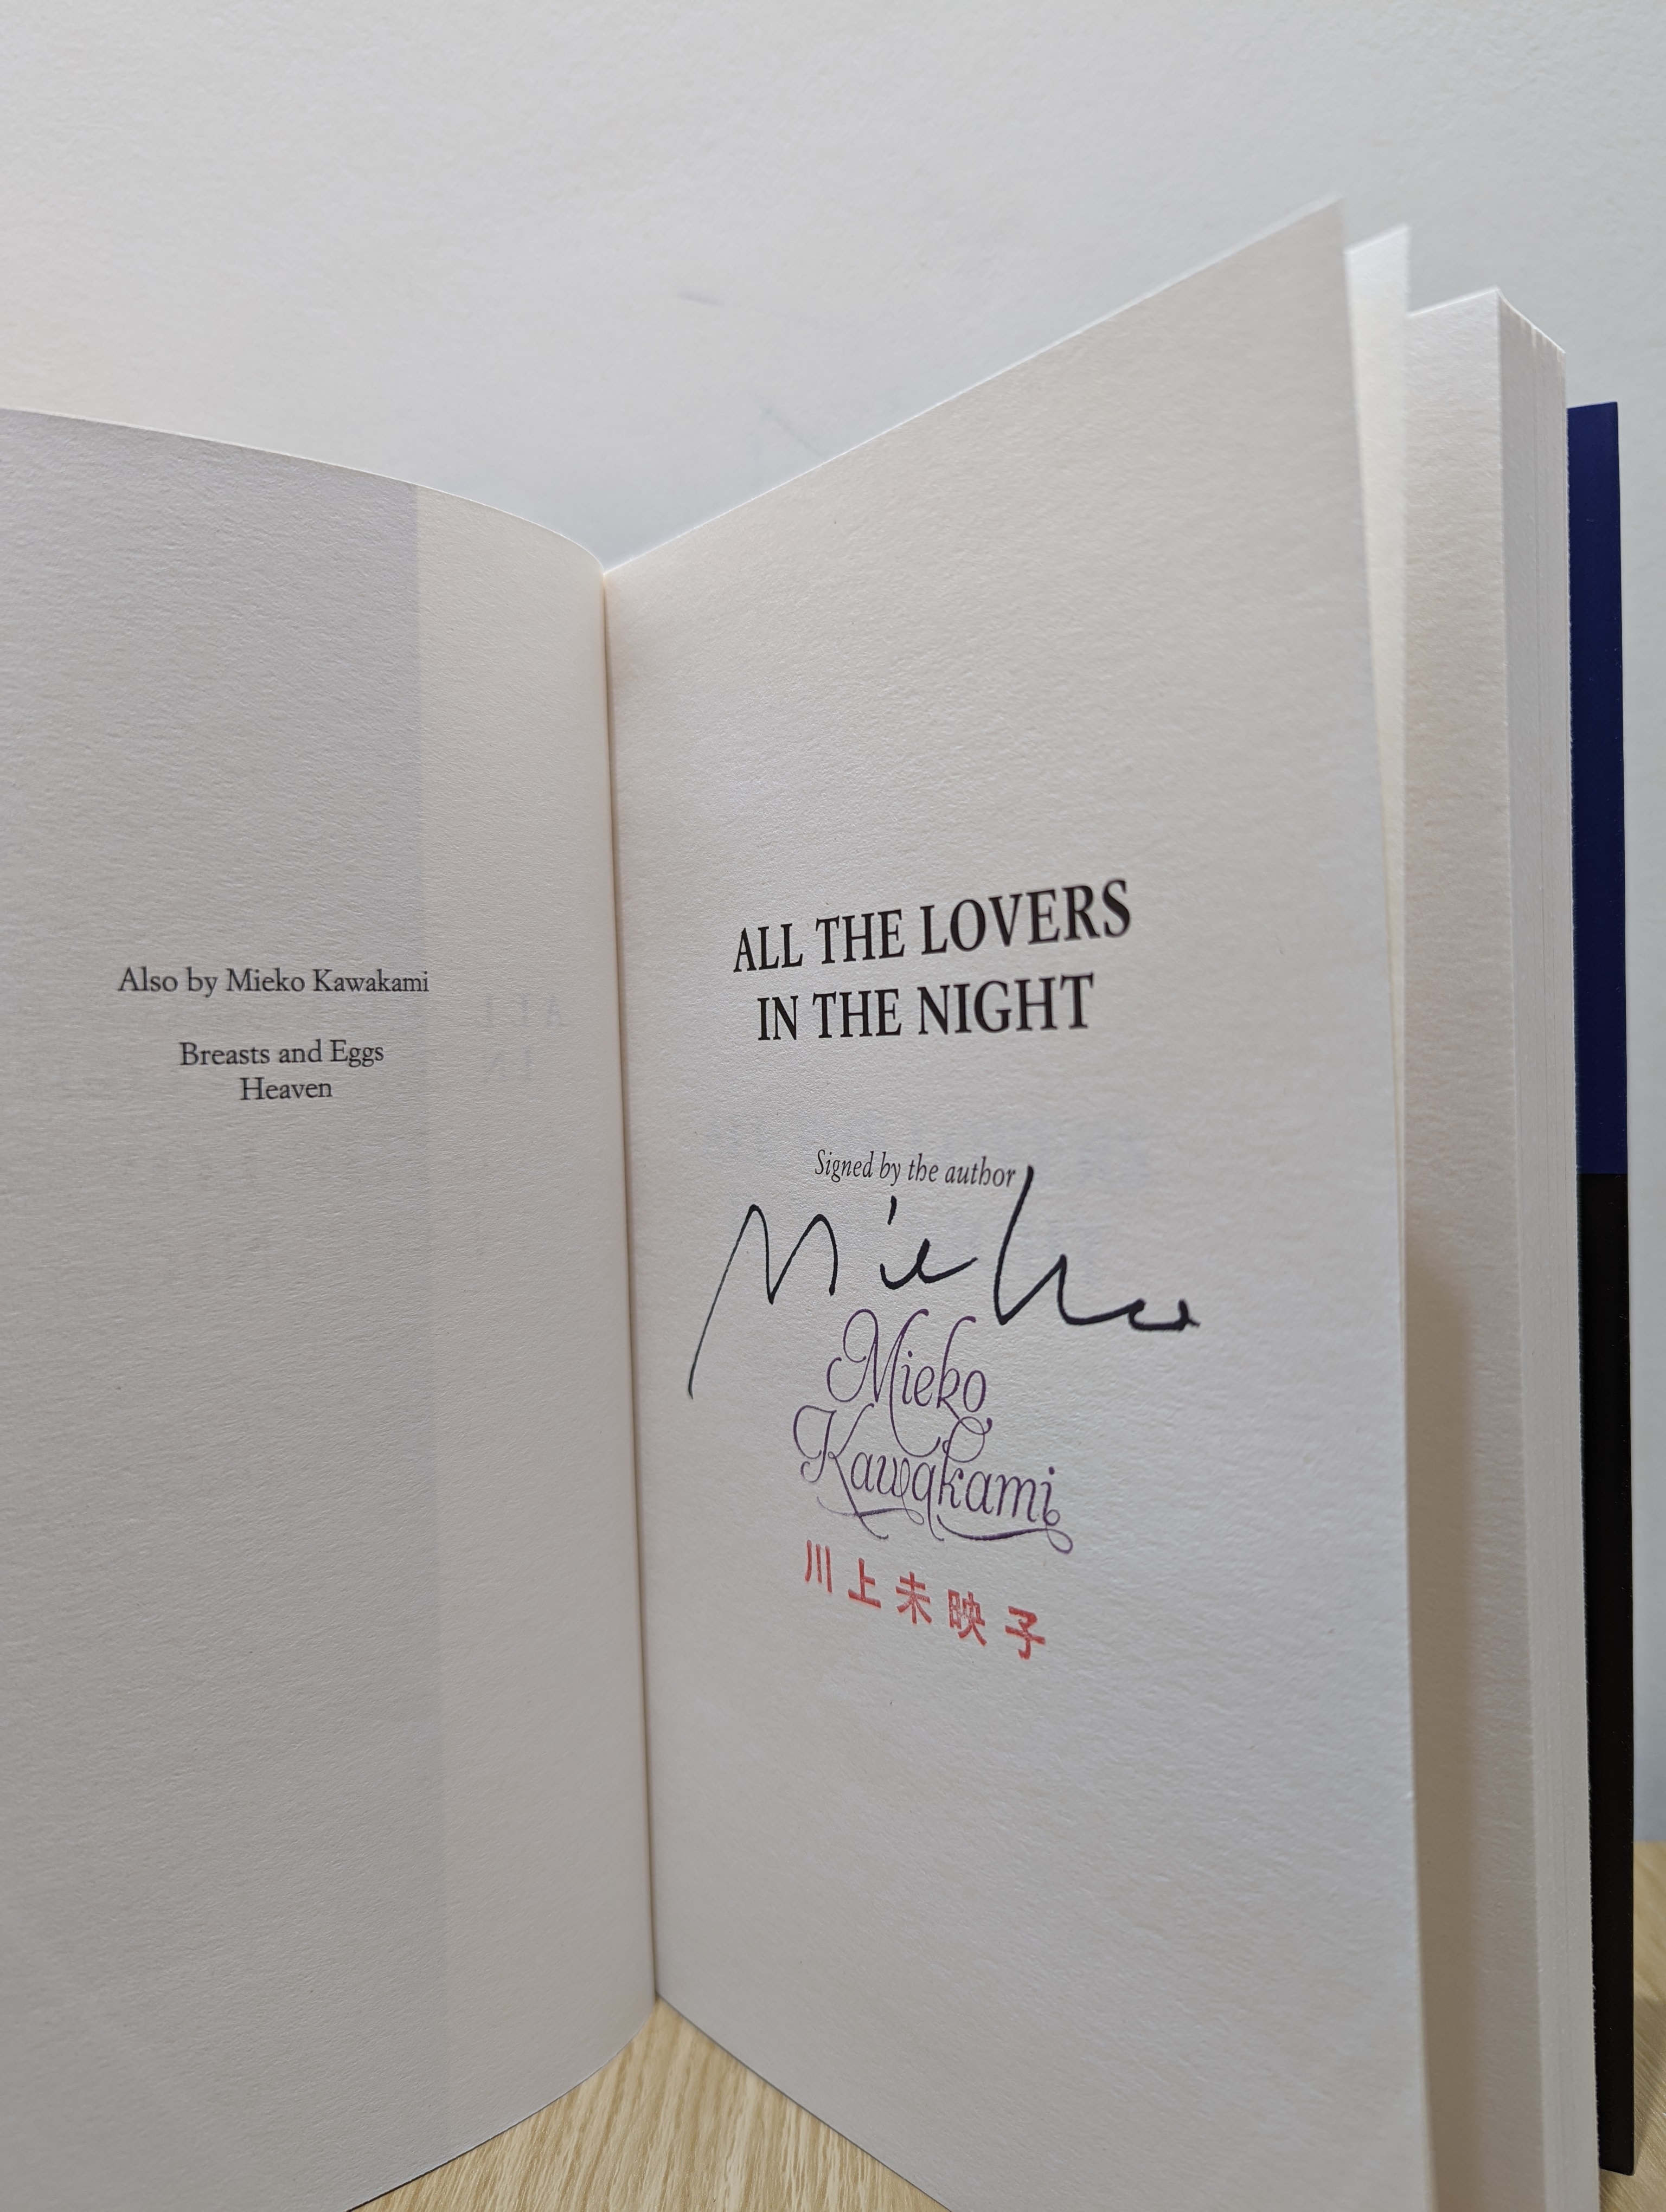 Also by Mieko Kawakami
Breasts and Eggs
Heaven
ALL THE LOVERS
IN THE NIGHT
Signed by the author
Mieko
Mieko
Kawakami
川上未映子